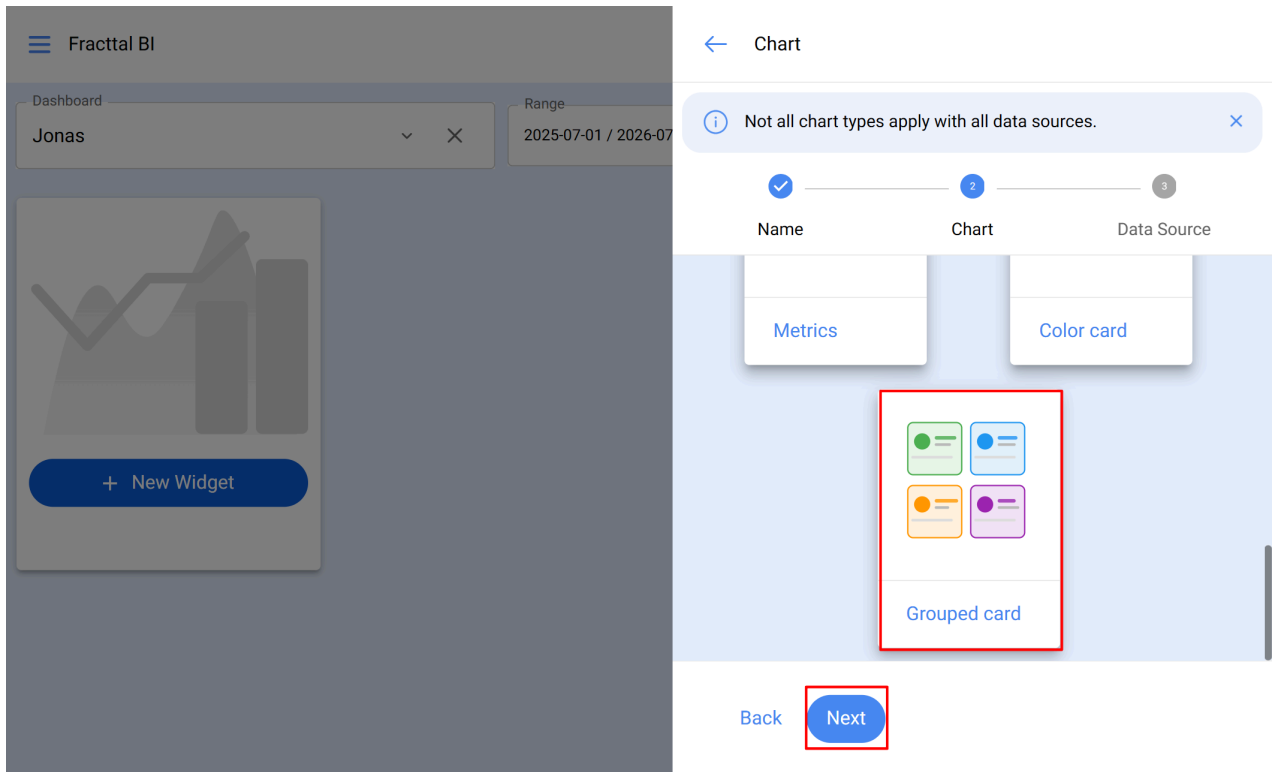 Fracttal BI
Dashboard
Jonas
Range
2025-07-01 / 2026-07
New Widget
Chart
Not all chart types apply with all data sources.
2
3
Name
Chart
Data Source
Metrics
Color card
Grouped card
Back
Next